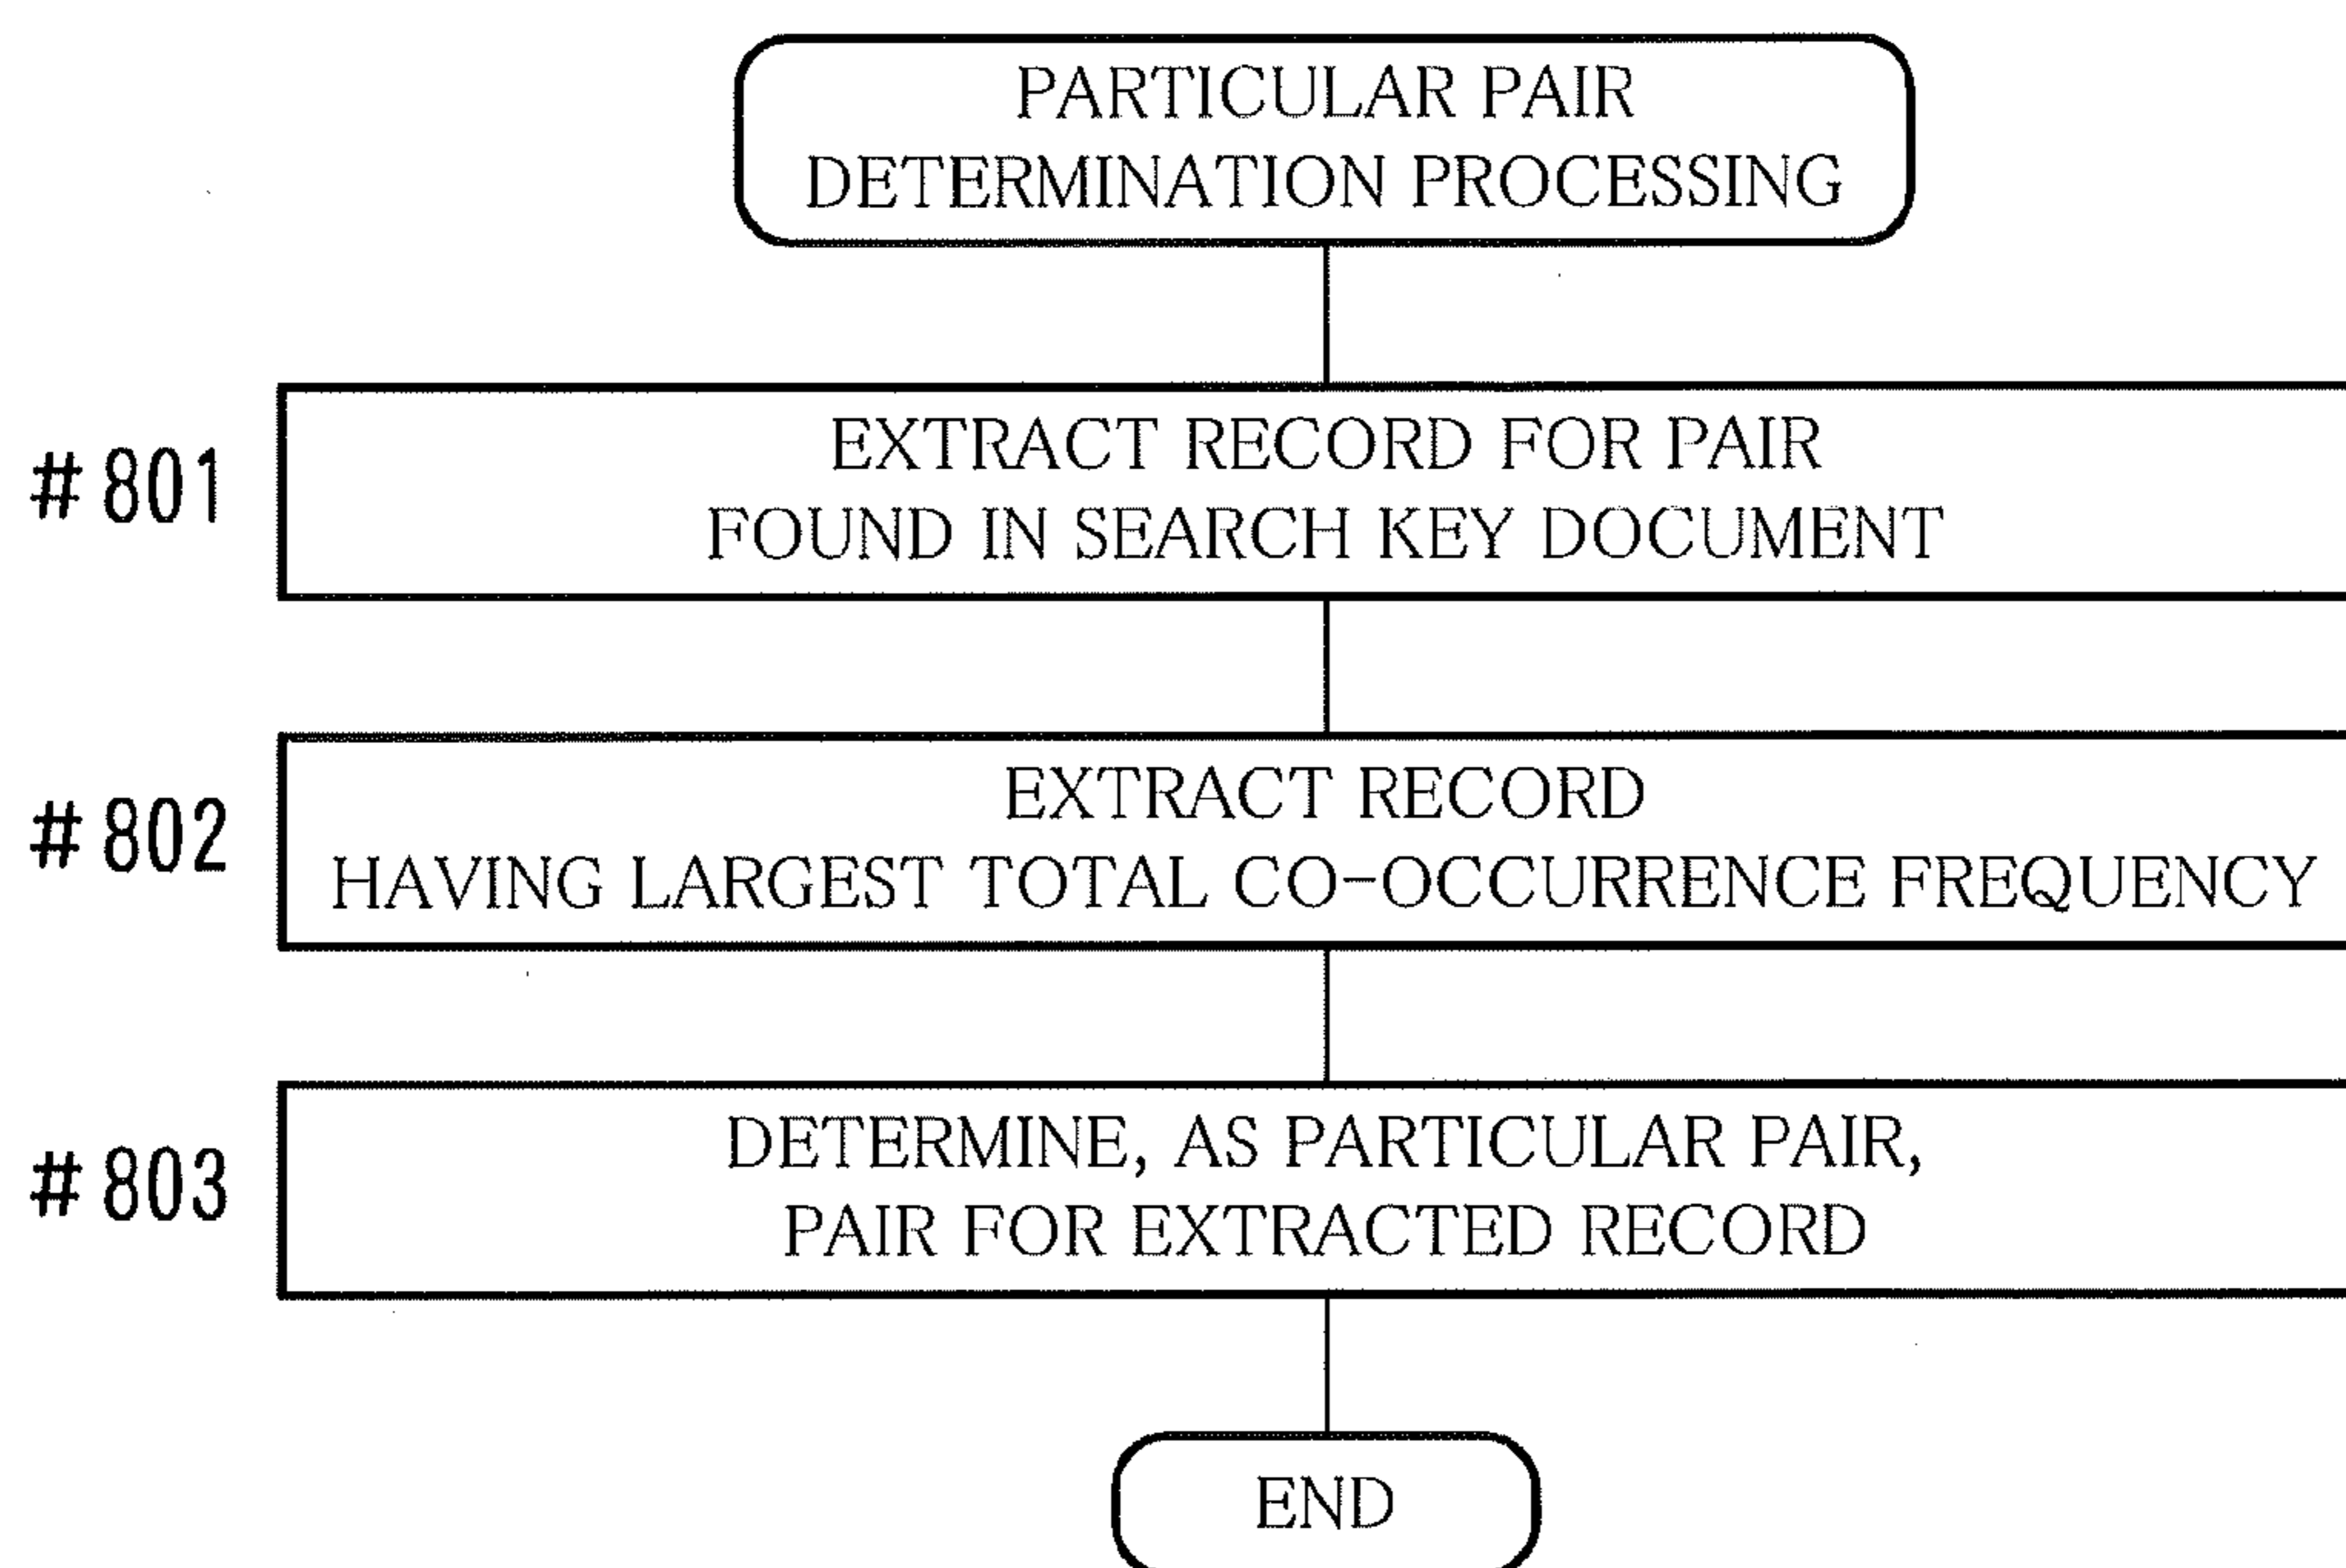 PARTICULAR PAIR
DETERMINATION PROCESSING
#801
EXTRACT RECORD FOR PAIR
FOUND IN SEARCH KEY DOCUMENT
#802
EXTRACT RECORD
HAVING LARGEST TOTAL CO-OCCURRENCE FREQUENCY
#803
DETERMINE, AS PARTICULAR PAIR,
PAIR FOR EXTRACTED RECORD
END